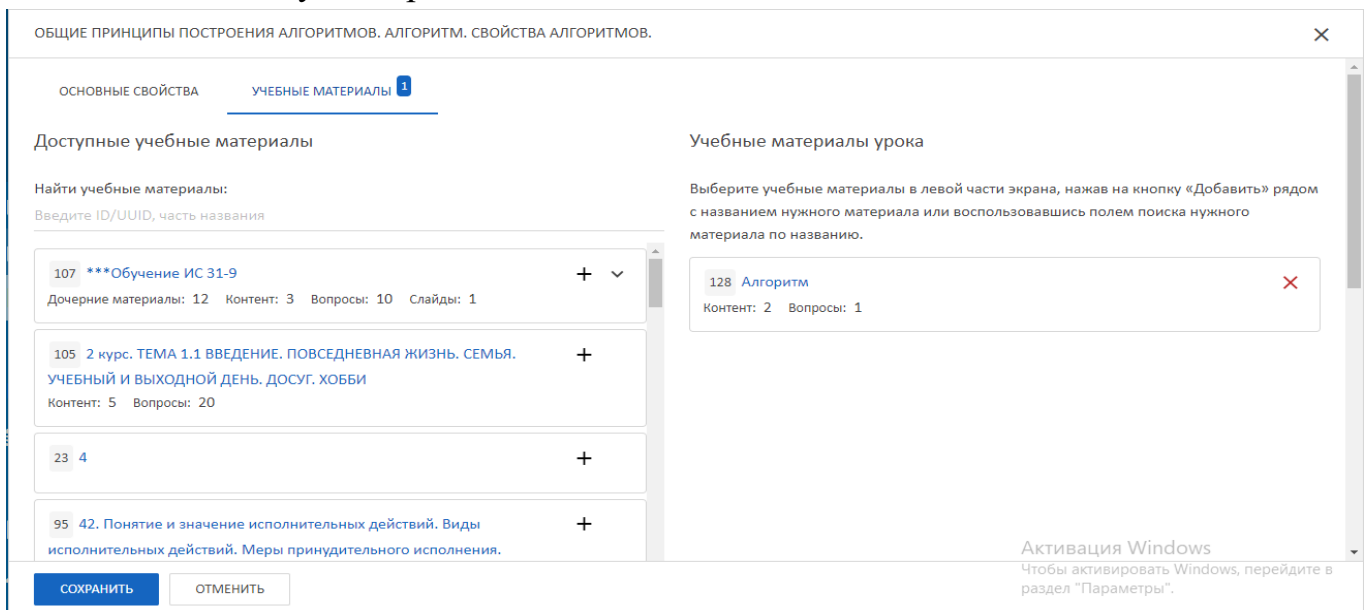 ОБЩИЕ ПРИНЦИПЫ ПОСТРОЕНИЯ АЛГОРИТМОВ. АЛГОРИТМ. СВОЙСТВА АЛГОРИТМОВ.
ОСНОВНЫЕ СВОЙСТВА
УЧЕБНЫЕ МАТЕРИАЛЫ 1
Доступные учебные материалы
Найти учебные материалы:
Введите ID/UUID, часть названия
107 ***Обучение ИС 31-9
Дочерние материалы: 12 Контент: 3 Вопросы: 10 Слайды: 1
105 2 курс. ТЕМА 1.1 ВВЕДЕНИЕ. ПОВСЕДНЕВНАЯ ЖИЗНЬ. СЕМЬЯ.
УЧЕБНЫЙ И ВЫХОДНОЙ ДЕНЬ. ДОСУГ. ХОББИ
Контент: 5 Вопросы: 20
23 4
95 42. Понятие и значение исполнительных действий. Виды
исполнительных действий. Меры принудительного исполнения.
Учебные материалы урока
Выберите учебные материалы в левой части экрана, нажав на кнопку «Добавить» рядом
с названием нужного материала или воспользовавшись полем поиска нужного
материала по названию.
128 Алгоритм
Контент: 2 Вопросы: 1
СОХРАНИТЬ
ОТМЕНИТЬ
Активация Windows
Чтобы активировать Windows, перейдите в
раздел "Параметры".